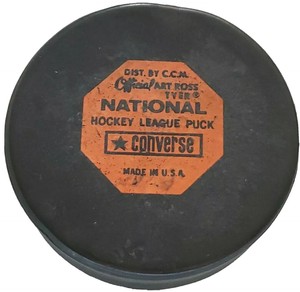 DIST. BY C.C.M.
Official ART ROSS
TYER®
NATIONAL
HOCKEY LEAGUE PUCK
★ converse
MADE IN U.S.A.